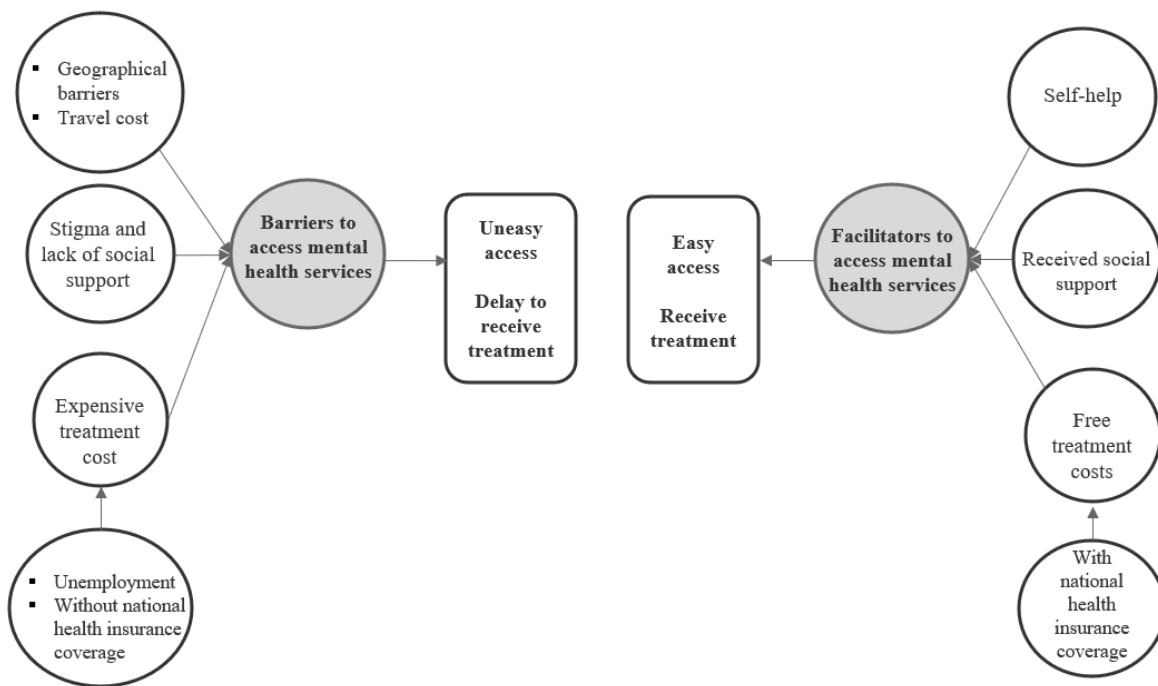 ▪ Geographical
barriers
▪ Travel cost
Stigma and
lack of social
support
Expensive
treatment
cost
▪ Unemployment
▪ Without national
health insurance
coverage
Barriers to
access mental
health services
Uneasy
access
Delay to
receive
treatment
Easy
access
Receive
treatment
Facilitators to
access mental
health services
Self-help
Received social
support
Free
treatment
costs
With
national
health
insurance
coverage